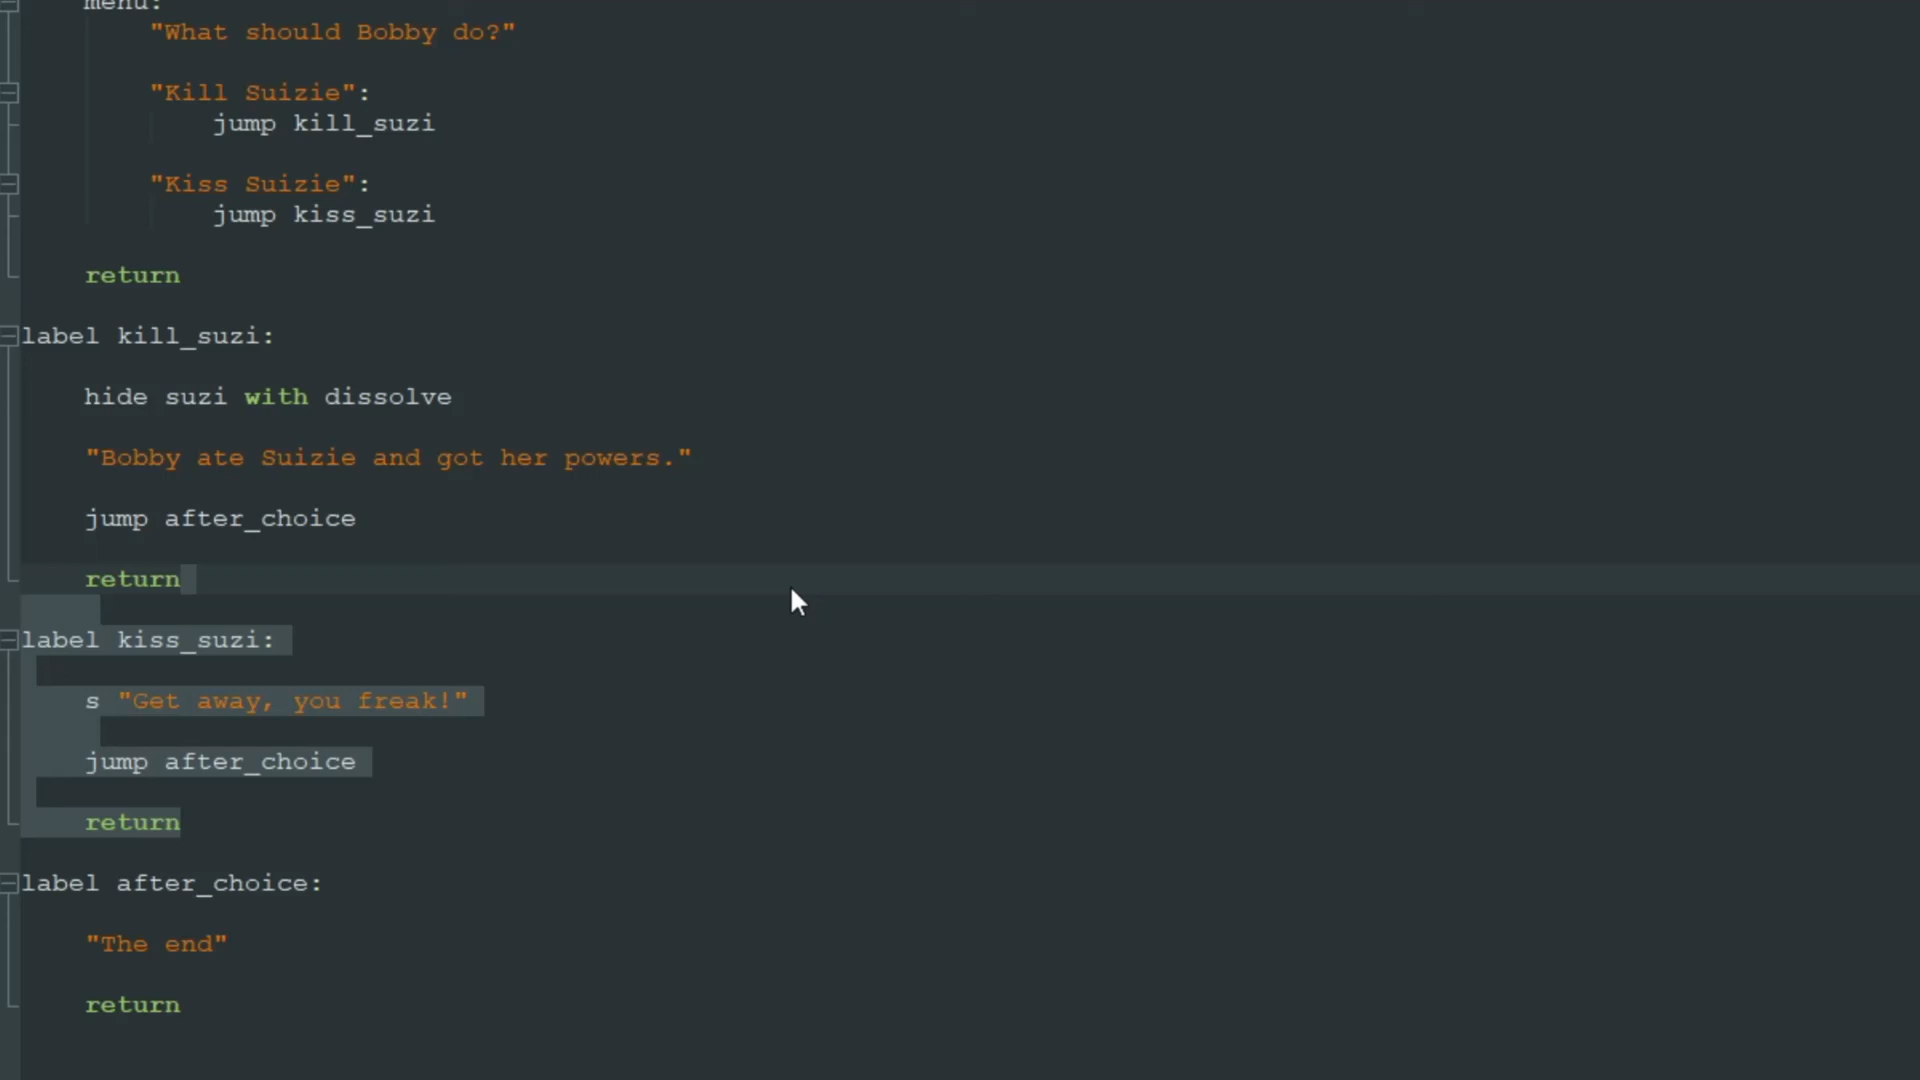 menu:
"What should Bobby do?"
"Kill Suizie":
jump kill_suzi
"Kiss Suizie":
jump kiss_suzi
return
label kill_suzi:
hide suzi with dissolve
"Bobby ate Suizie and got her powers."
jump after_choice
return
label kiss_suzi:
s "Get away, you freak!"
jump after_choice
return
label after_choice:
"The end"
return